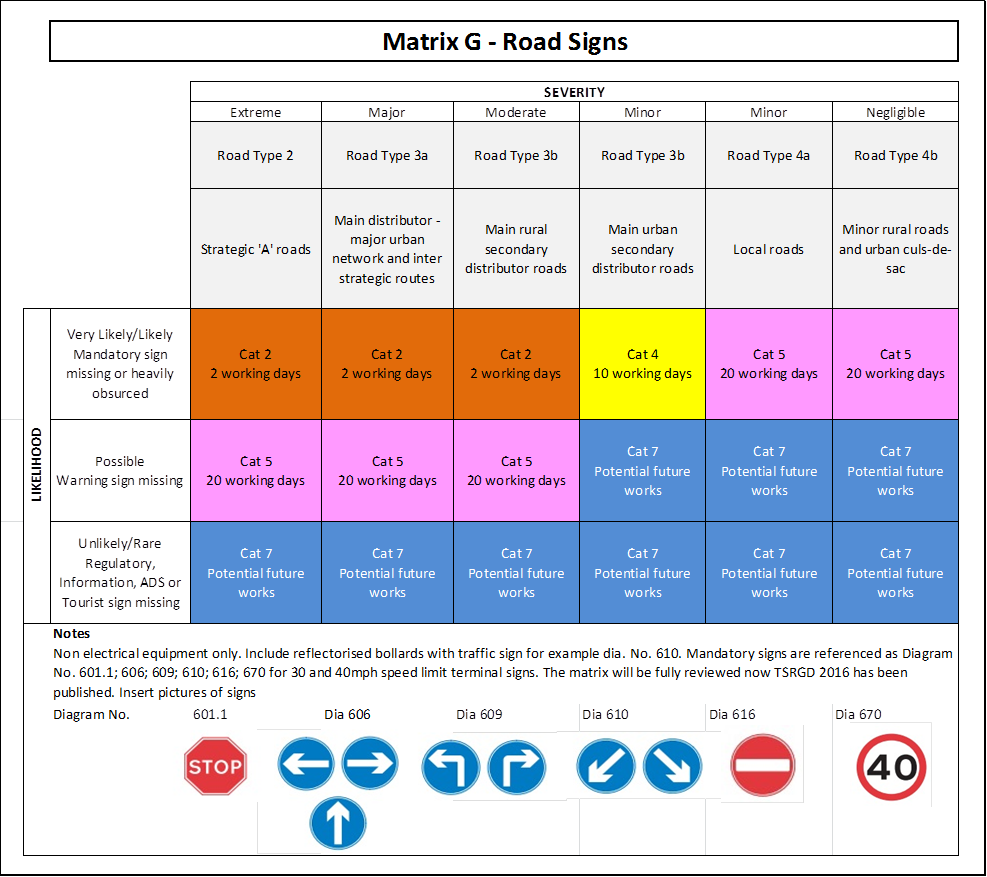 Matrix G - Road Signs
SEVERITY
Extreme Major Moderate Minor Minor Negligible
Road Type 2 Road Type 3a Road Type 3b Road Type 3b Road Type 4a Road Type 4b
Strategic 'A' roads
Main distributor -
major urban
network and inter
strategic routes
Main rural
secondary
distributor roads
Main urban
secondary
distributor roads
Local roads
Minor rural roads
and urban culs-de-
sac
LIKELIHOOD
Very Likely/Likely
Mandatory sign
missing or heavily
obsurced
Cat 2
2 working days
Cat 2
2 working days
Cat 2
2 working days
Cat 4
10 working days
Cat 5
20 working days
Cat 5
20 working days
Possible
Warning sign missing
Cat 5
20 working days
Cat 5
20 working days
Cat 5
20 working days
Cat 7
Potential future
works
Cat 7
Potential future
works
Cat 7
Potential future
works
Unlikely/Rare
Regulatory,
Information, ADS or
Tourist sign missing
Cat 7
Potential future
works
Cat 7
Potential future
works
Cat 7
Potential future
works
Cat 7
Potential future
works
Cat 7
Potential future
works
Cat 7
Potential future
works
Notes
Non electrical equipment only. Include reflectorised bollards with traffic sign for example dia. No. 610. Mandatory signs are referenced as Diagram
No. 601.1; 606; 609; 610; 616; 670 for 30 and 40mph speed limit terminal signs. The matrix will be fully reviewed now TSRGD 2016 has been
published. Insert pictures of signs
Diagram No. 601.1 Dia 606 Dia 609 Dia 610 Dia 616 Dia 670
STOP
40